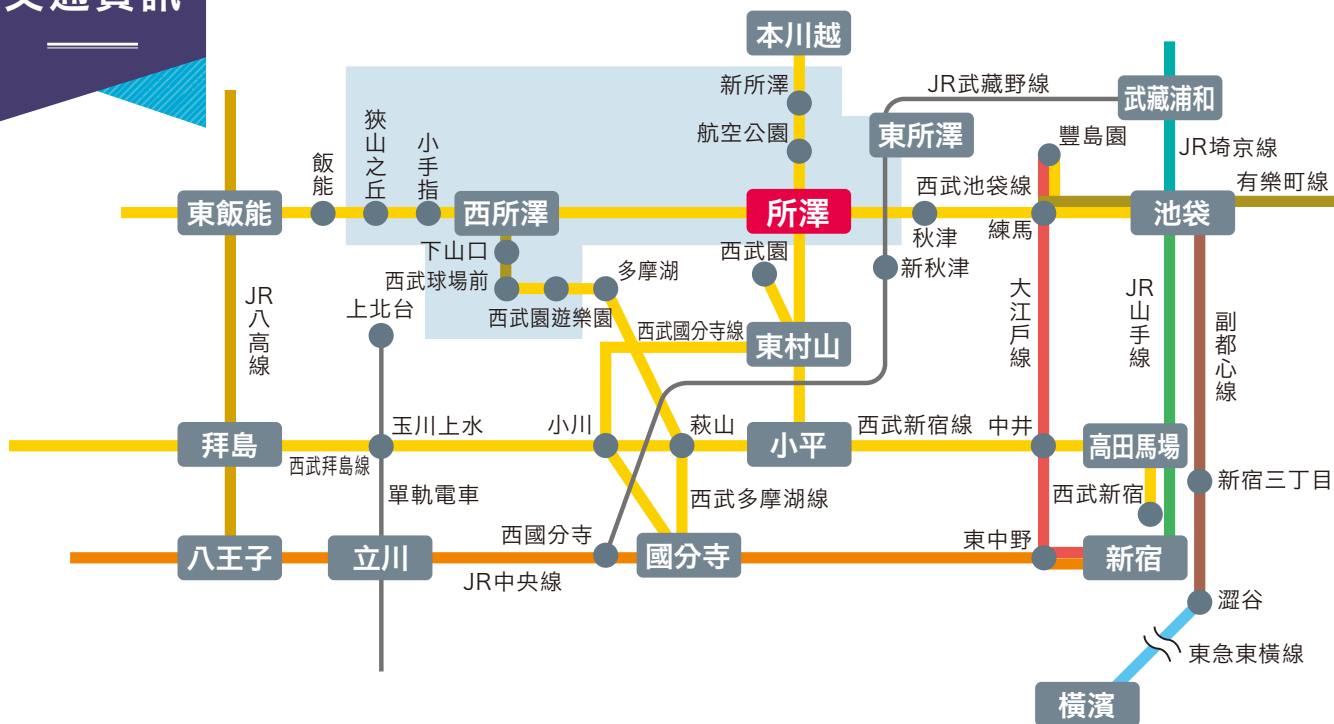 交通資訊
本川越
新所澤
JR武藏野線
武藏浦和
狹山之丘
小手指
航空公園
東所澤
豐島園
飯能
JR埼京線
西武池袋線
有樂町線
東飯能
西所澤
所澤
秋津
練馬
池袋
下山口
西武園
新秋津
西武球場前
多摩湖
JR八高線
上北台
西武園遊樂園
西武國分寺線
東村山
大江戶線
JR山手線
副都心線
玉川上水
小川
萩山
西武新宿線
中井
拜島
小平
高田馬場
西武拜島線
單軌電車
西武多摩湖線
西武新宿
新宿三丁目
西國分寺
東中野
八王子
立川
國分寺
新宿
JR中央線
澀谷
東急東橫線
橫濱